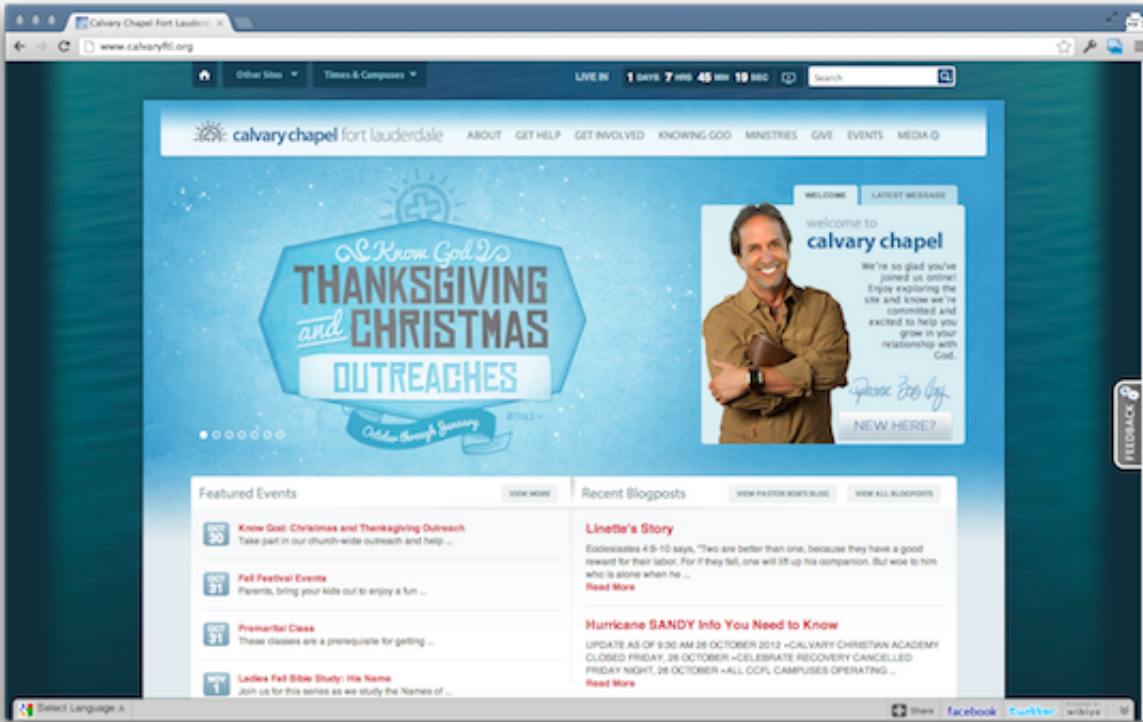 Calvary Chapel Fort Lauder
www.calvaryftl.org
Other Sites
Times & Campuses
LIVE IN 1 DAYS 7 HRS 45 MIN 19 SEC
Search
calvary chapel fort lauderdale
ABOUT GET HELP GET INVOLVED KNOWING GOD MINISTRIES GIVE EVENTS MEDIA
Know God
THANKSGIVING
and CHRISTMAS
OUTREACHES
October through January
DETAILS
WELCOME
LATEST MESSAGE
welcome to
calvary chapel
We're so glad you've
joined us online!
Enjoy exploring the
site and know we're
committed and
excited to help you
grow in your
relationship with
God.
NEW HERE?
FEEDBACK
Featured Events
VIEW MORE
OCT
30
Know God: Christmas and Thanksgiving Outreach
Take part in our church-wide outreach and help ...
OCT
31
Fall Festival Events
Parents, bring your kids out to enjoy a fun ...
OCT
31
Premarital Class
These classes are a prerequisite for getting ...
NOV
1
Ladies Fall Bible Study: His Name
Join us for this series as we study the Names of ...
Recent Blogposts
VIEW PASTOR BOB'S BLOG
VIEW ALL BLOGPOSTS
Linette's Story
Ecclesiastes 4:9-10 says, "Two are better than one, because they have a good
reward for their labor. For if they fall, one will lift up his companion. But woe to him
who is alone when he ...
Read More
Hurricane SANDY Info You Need to Know
UPDATE AS OF 9:30 AM 26 OCTOBER 2012 •CALVARY CHRISTIAN ACADEMY
CLOSED FRIDAY, 26 OCTOBER •CELEBRATE RECOVERY CANCELLED
FRIDAY NIGHT, 26 OCTOBER •ALL CCFL CAMPUSES OPERATING ...
Read More
Select Language
Share
facebook
twitter
wibiya